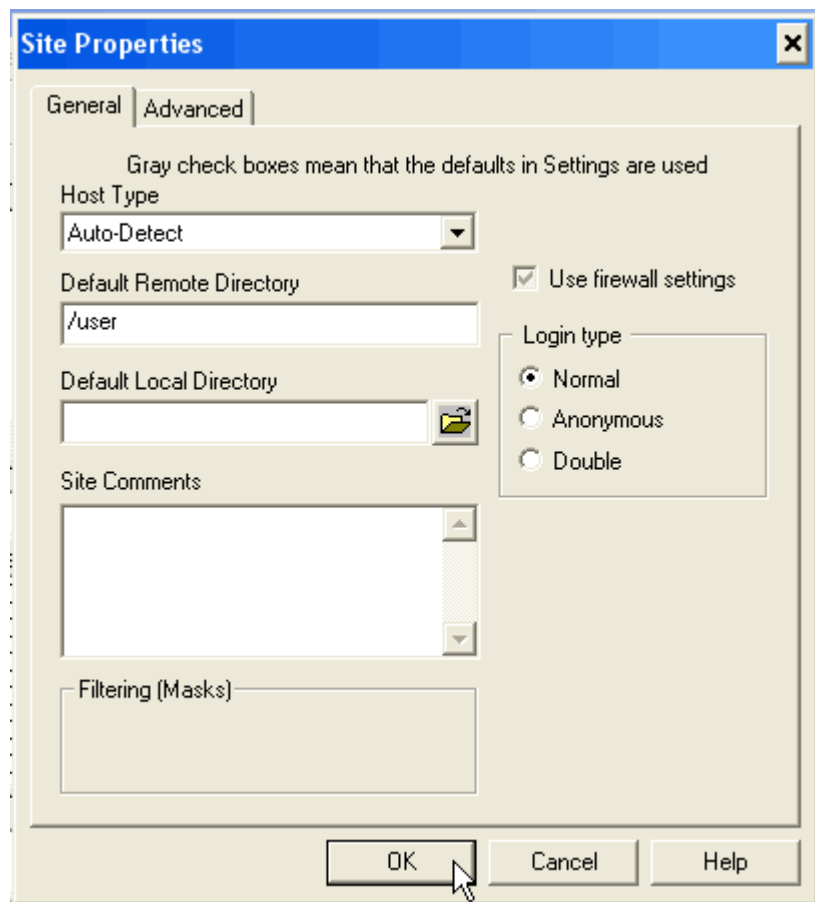 Site Properties
General
Advanced
Gray check boxes mean that the defaults in Settings are used
Host Type
Auto-Detect
Default Remote Directory
/user
Use firewall settings
Login type
Normal
Anonymous
Double
Default Local Directory
Site Comments
Filtering (Masks)
OK
Cancel
Help